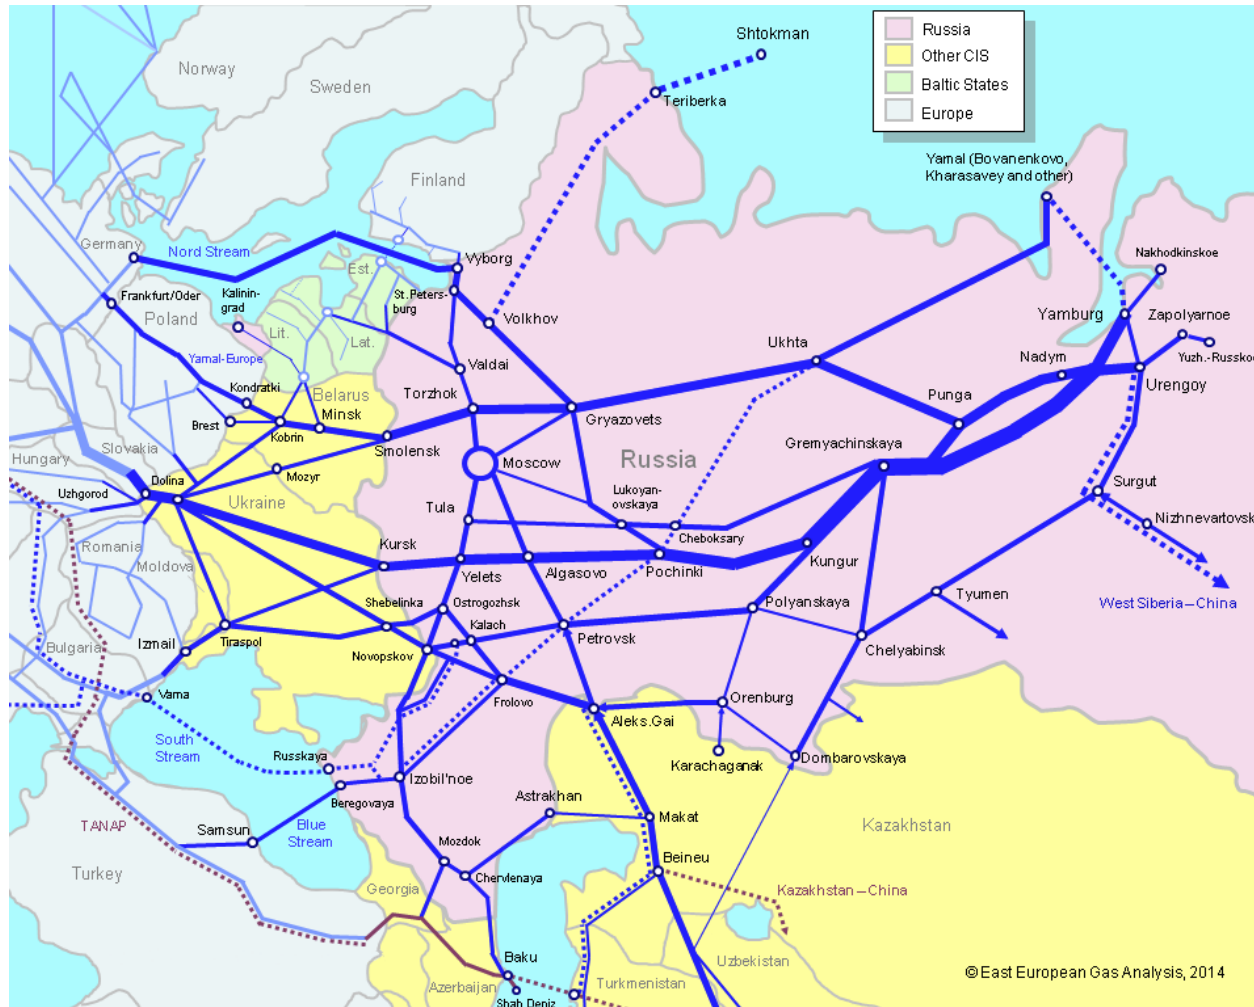 Shtokman
Russia
Other CIS
Baltic States
Europe
Norway
Sweden
Teriberka
Yamal (Bovanenkovo,
Kharasavey and other)
Finland
Germany
Nord Stream
Vyborg
Nakhodkinskoe
Est.
Frankfurt/Oder
Kalinin-
grad
St.Peters-
burg
Volkhov
Yamburg
Zapolyarnoe
Poland
Lit.
Lat.
Ukhta
Nadym
Yuzh.-Russkoe
Yamal-Europe
Valdai
Urengoy
Kondratki
Belarus
Torzhok
Punga
Minsk
Gryazovets
Brest
Kobrin
Smolensk
Gremyachinskaya
Slovakia
Moscow
Russia
Hungary
Dolina
Mozyr
Surgut
Uzhgorod
Ukraine
Tula
Lukoyan-
ovskaya
Cheboksary
Nizhnevartovsk
Romania
Kursk
Kungur
Moldova
Yelets
Algasovo
Pochinki
Shebelinka
Ostrogozhsk
Polyanskaya
Tyumen
West Siberia – China
Kalach
Izmail
Tiraspol
Petrovsk
Bulgaria
Novopskov
Chelyabinsk
Varna
Frolovo
Orenburg
Aleks.Gai
South
Stream
Russkaya
Karachaganak
Dombarovskaya
Izobil'noe
Beregovaya
Astrakhan
TANAP
Samsun
Blue
Stream
Makat
Kazakhstan
Mozdok
Beineu
Turkey
Georgia
Chervlenaya
Kazakhstan – China
Baku
Uzbekistan
Azerbaijan
Shah Deniz
Turkmenistan
© East European Gas Analysis, 2014